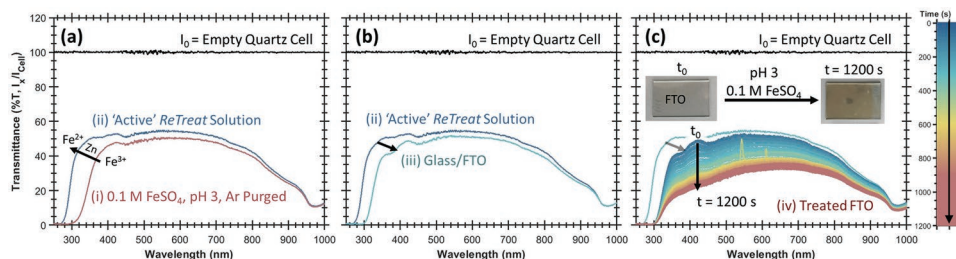 Transmittance (%T, Iₓ/I_Cell)
120
100
80
60
40
20
0
(a)
I₀ = Empty Quartz Cell
(ii) 'Active' ReTreat Solution
Fe²⁺
Zn
Fe³⁺
(i) 0.1 M FeSO₄, pH 3, Ar Purged
300 400 500 600 700 800 900 1000
Wavelength (nm)
(b)
I₀ = Empty Quartz Cell
(ii) 'Active' ReTreat Solution
(iii) Glass/FTO
300 400 500 600 700 800 900 1000
Wavelength (nm)
(c)
I₀ = Empty Quartz Cell
t₀
pH 3
0.1 M FeSO₄
t = 1200 s
FTO
t₀
t = 1200 s
(iv) Treated FTO
300 400 500 600 700 800 900 1000
Wavelength (nm)
Time (s)
0
200
400
600
800
1000
1200